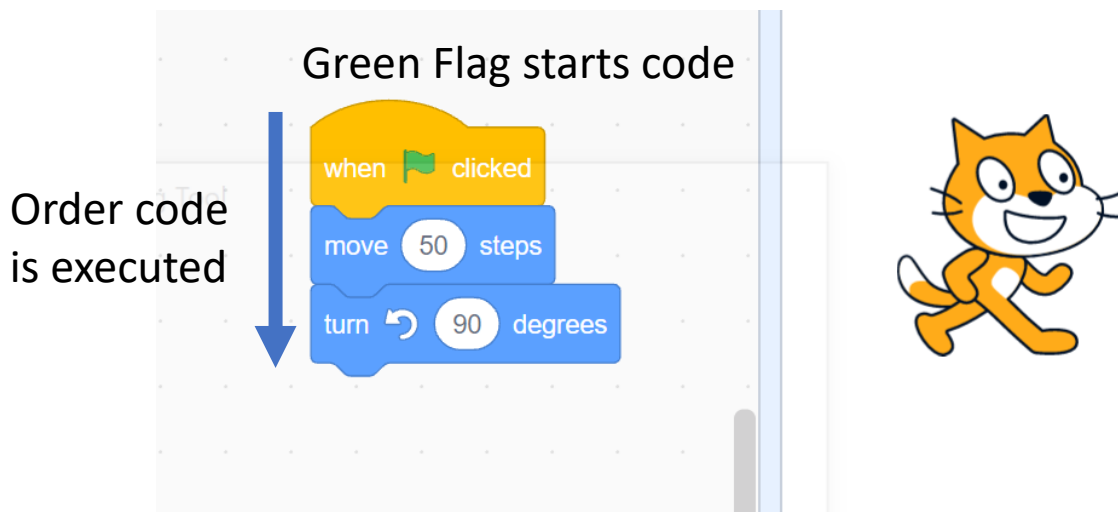 Green Flag starts code
Order code
is executed
when clicked
move 50 steps
turn 90 degrees